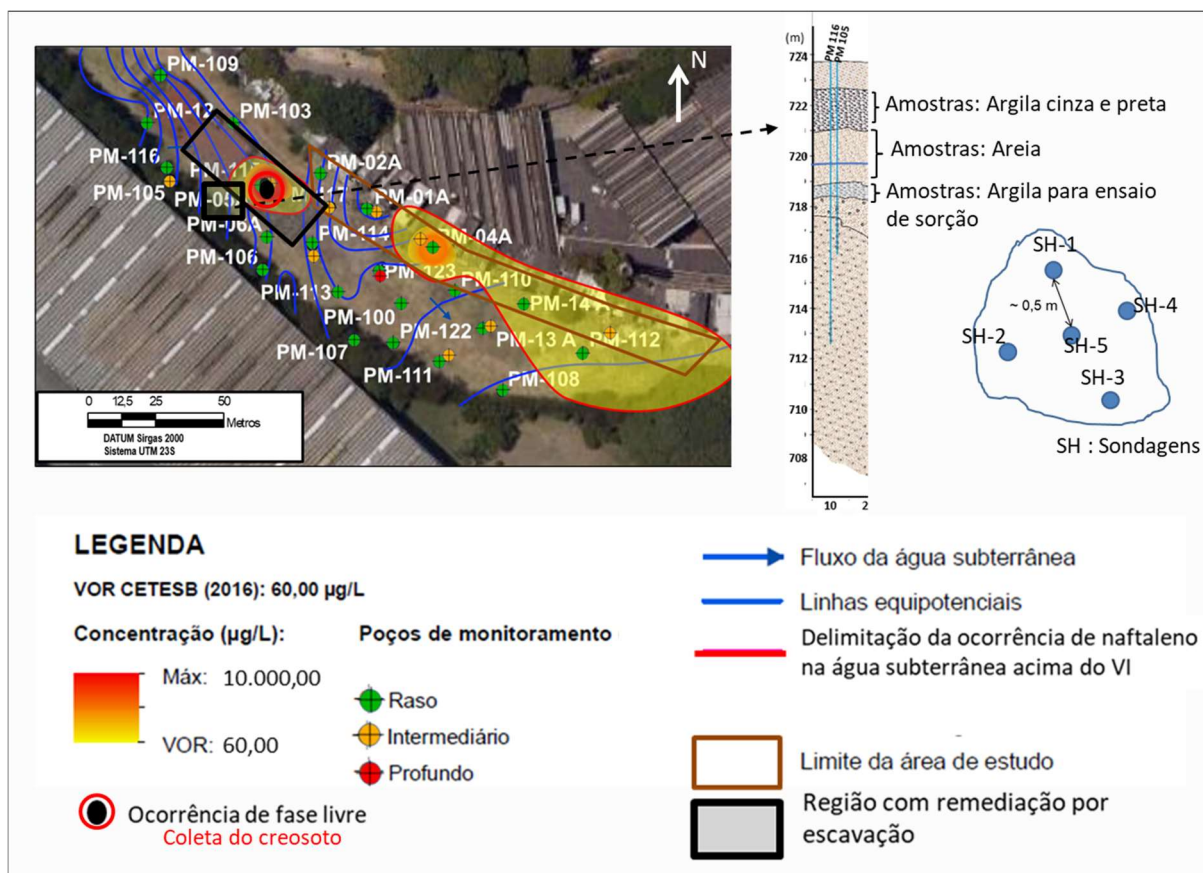 N
PM-109
PM-12
PM-103
PM-116
PM-02A
PM-105
PM-05
PM-01A
PM-06A
PM-114
PM-04A
PM-106
PM-123
PM-110
PM-113
PM-14
PM-100
PM-122
PM-13 A
PM-112
PM-107
PM-111
PM-108
0 12,5 25 50
Metros
DATUM Sirgas 2000
Sistema UTM 23S
(m)
PM 116
PM 105
724
722
720
718
716
714
712
710
708
10 2
Amostras: Argila cinza e preta
Amostras: Areia
Amostras: Argila para ensaio
de sorção
SH-1
~ 0,5 m
SH-4
SH-2
SH-5
SH-3
SH : Sondagens
LEGENDA
VOR CETESB (2016): 60,00 µg/L
Concentração (µg/L):
Máx: 10.000,00
VOR: 60,00
Ocorrência de fase livre
Coleta do creosoto
Poços de monitoramento
Raso
Intermediário
Profundo
Fluxo da água subterrânea
Linhas equipotenciais
Delimitação da ocorrência de naftaleno
na água subterrânea acima do VI
Limite da área de estudo
Região com remediação por
escavação